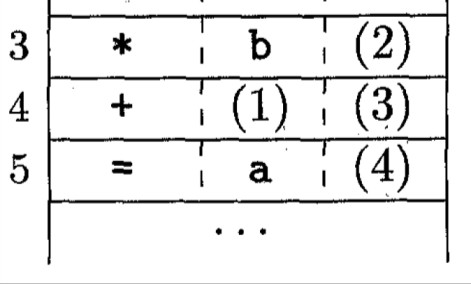 3 * b (2)
4 + (1) (3)
5 = a (4)
...